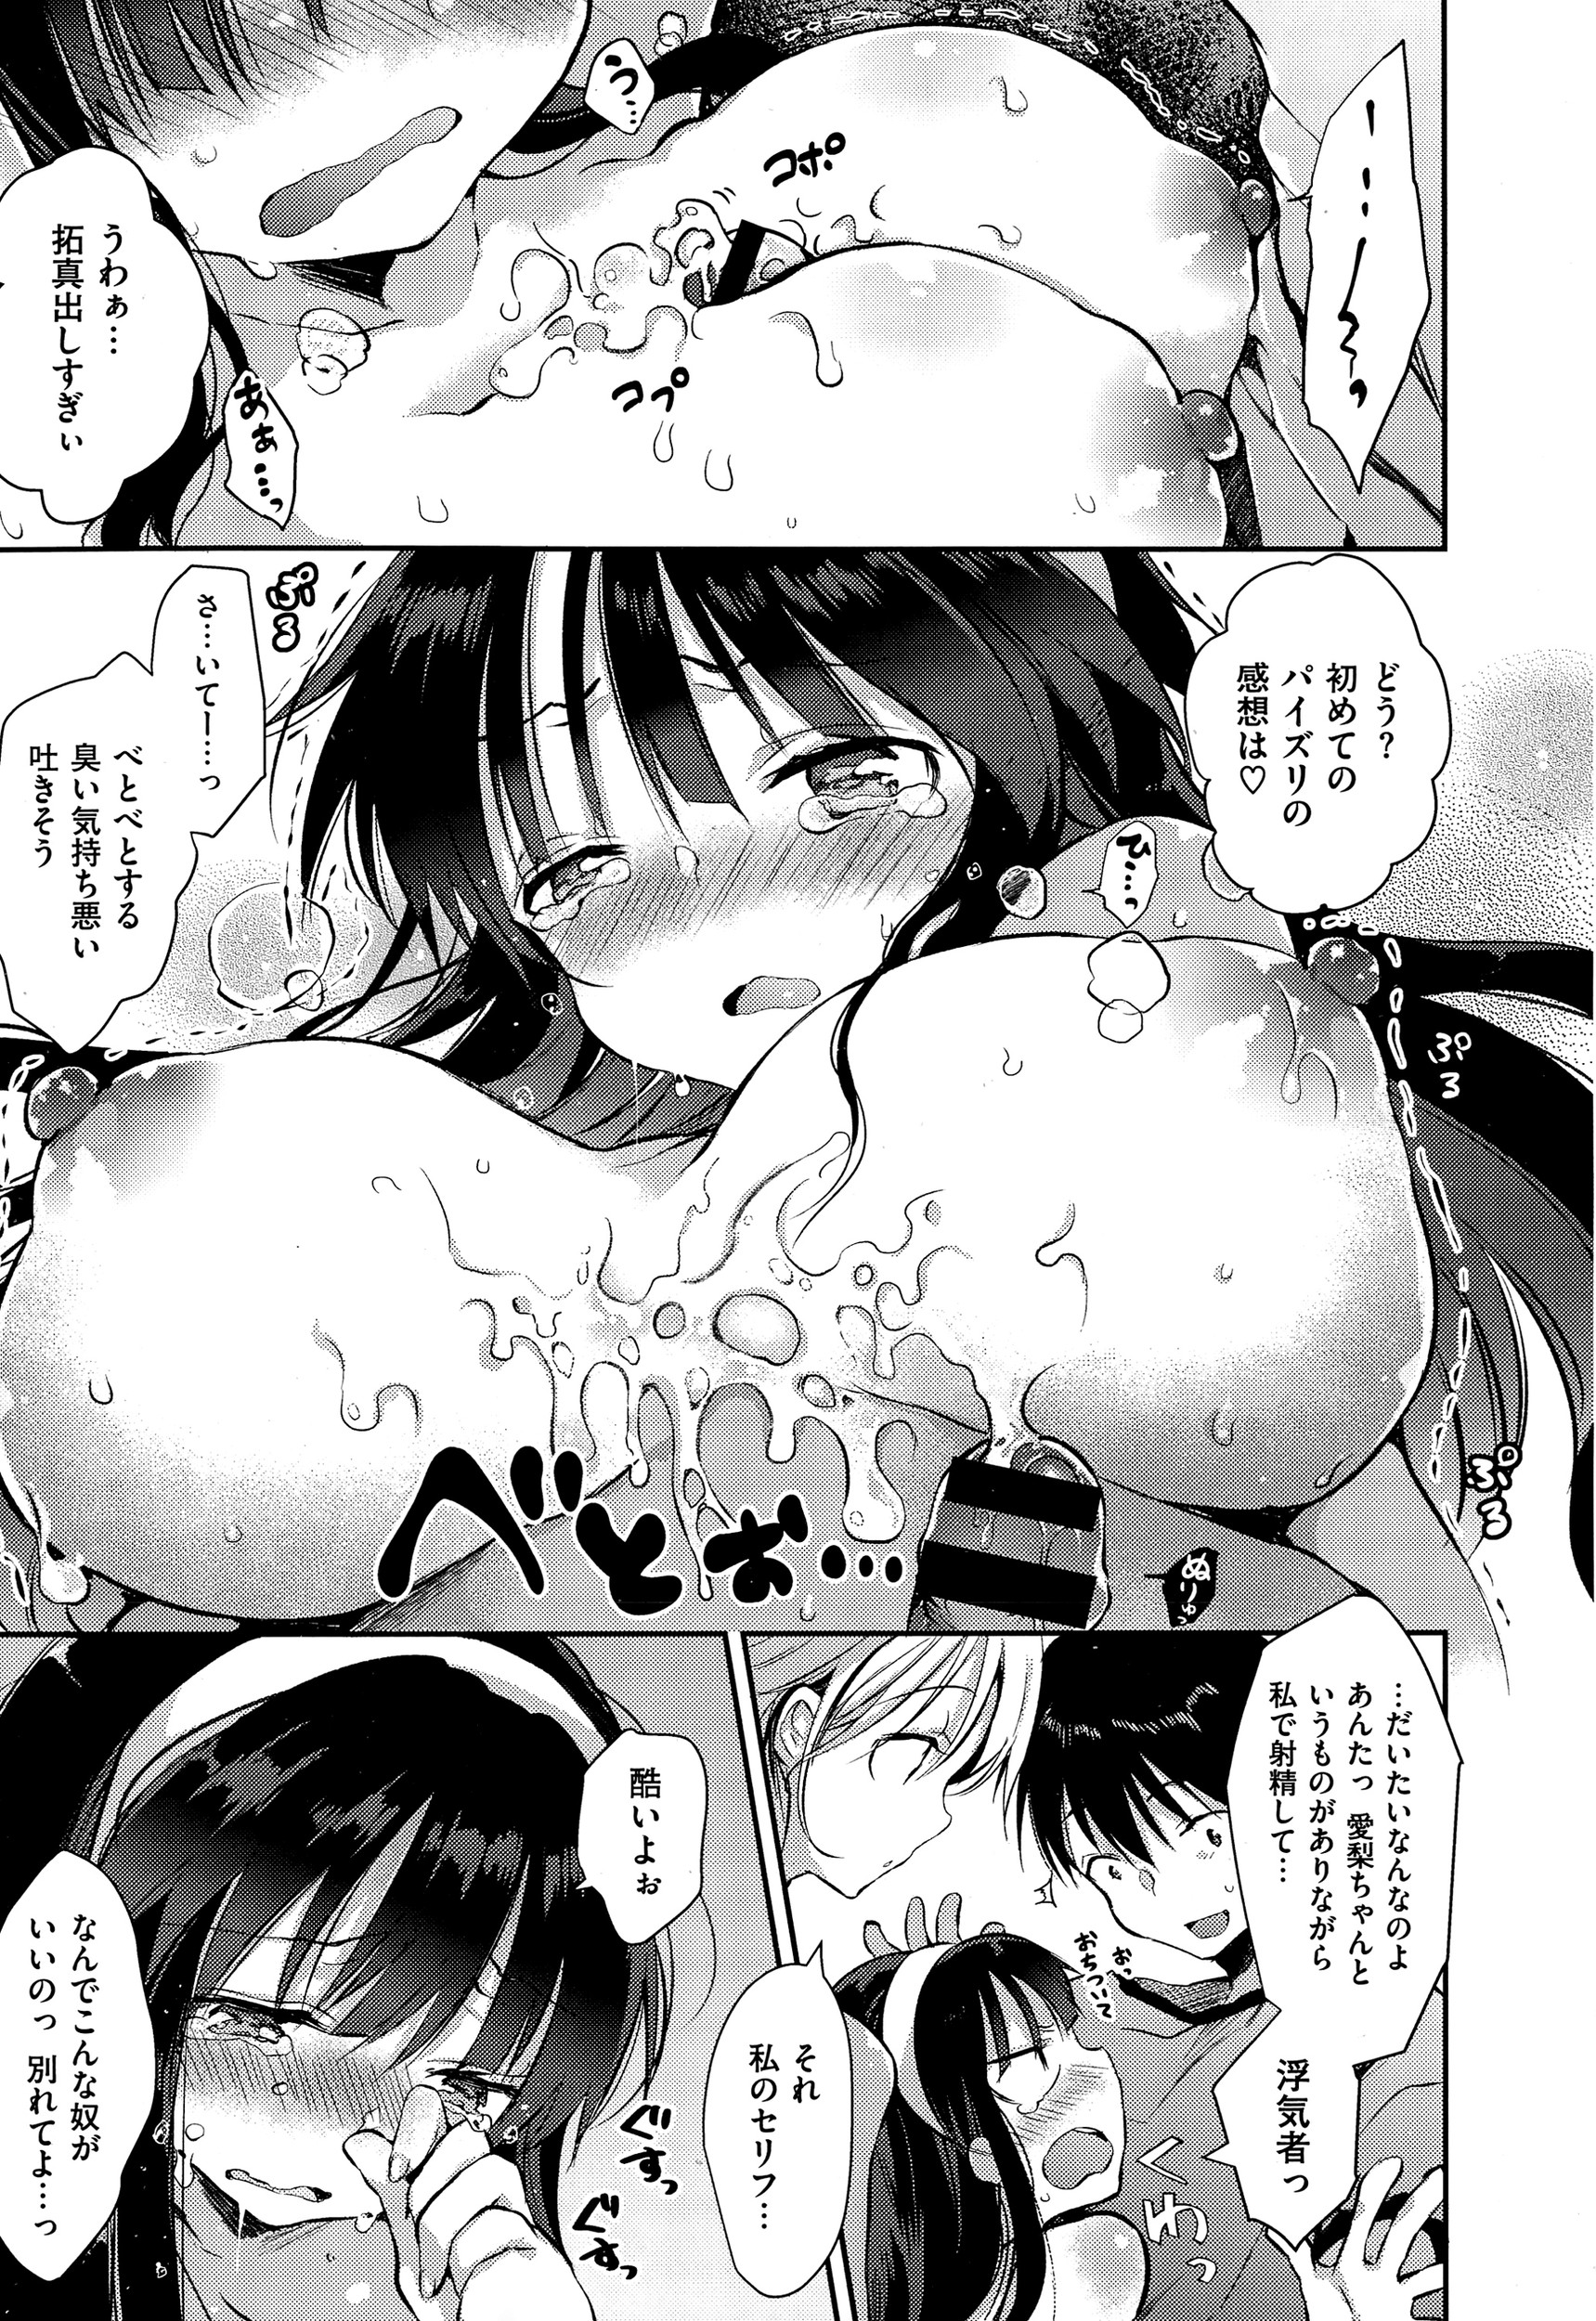 う…
コポ
うわぁ…
拓真出しすぎぃ
コプ
あぁ…っ
どう？
初めての
パイズリの
感想は♡
ひ…っ
ぷる
さ…いてー…っ
べとべとする
臭い気持ち悪い
吐きそう
ぷる
ぷる
べとぉ…
ぬりゅっ
…だいたいなんなのよ
あんたっ 愛梨ちゃんと
いうものがありながら
私で射精して…
浮気者っ
おっ
おちついて
くわっ
それ
私のセリフ…
酷いよぉ
ぐすっ
ぐすっ
なんでこんな奴が
いいのっ 別れてよ…っ